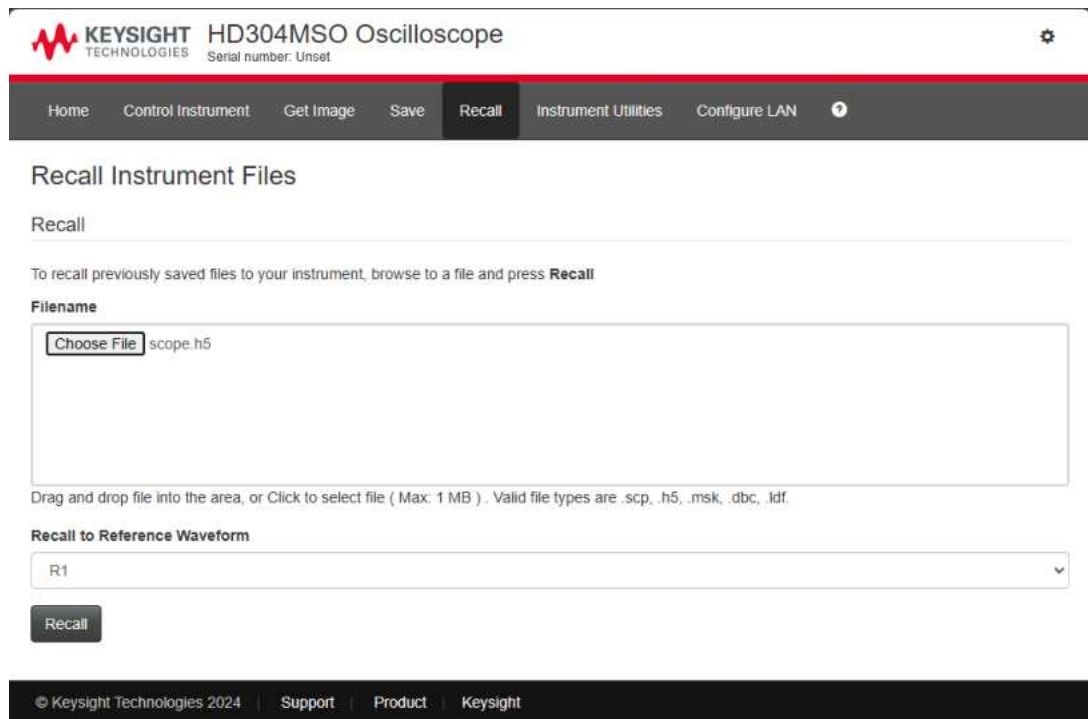 KEYSIGHT
TECHNOLOGIES
HD304MSO Oscilloscope
Serial number: Unset
Home Control Instrument Get Image Save Recall Instrument Utilities Configure LAN ?
Recall Instrument Files
Recall
To recall previously saved files to your instrument, browse to a file and press Recall
Filename
Choose File scope.h5
Drag and drop file into the area, or Click to select file ( Max: 1 MB ) . Valid file types are .scp, .h5, .msk, .dbc, .ldf.
Recall to Reference Waveform
R1
Recall
© Keysight Technologies 2024 | Support | Product | Keysight